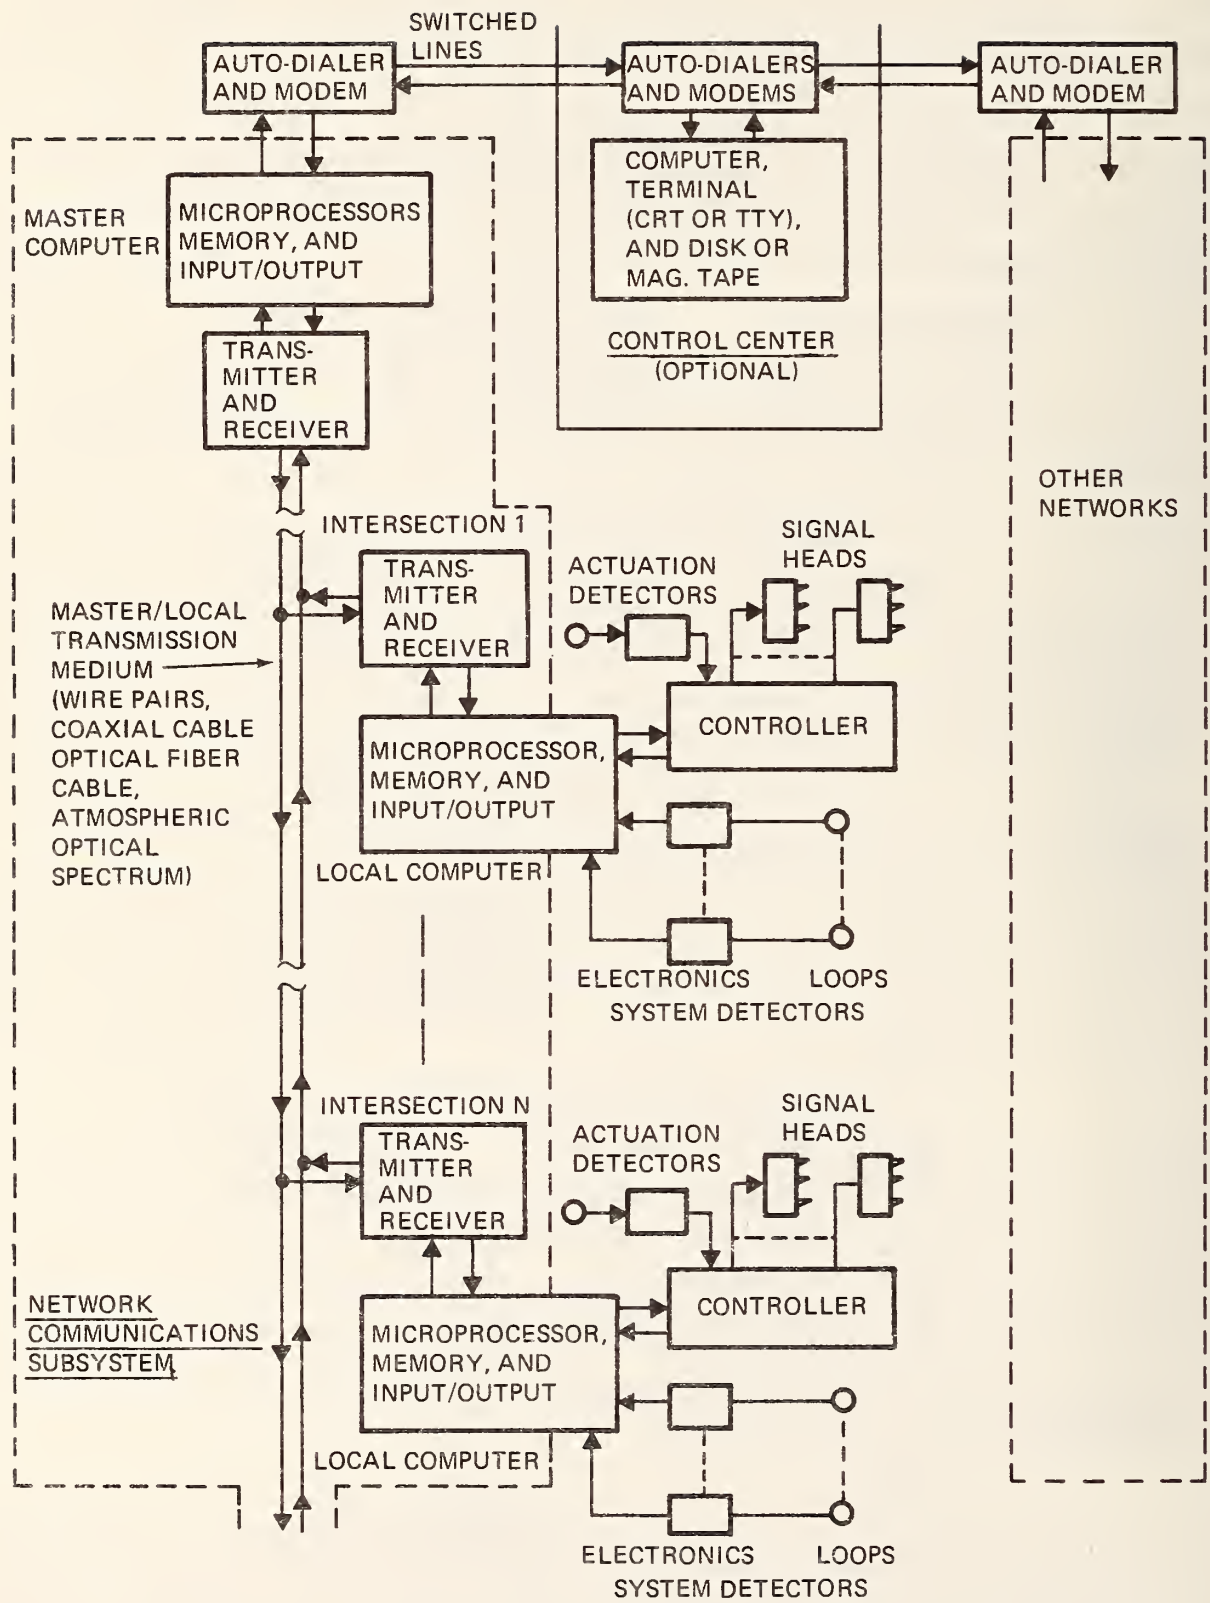 SWITCHED
LINES
AUTO-DIALER
AND MODEM
AUTO-DIALERS
AND MODEMS
AUTO-DIALER
AND MODEM
MASTER
COMPUTER
MICROPROCESSORS
MEMORY, AND
INPUT/OUTPUT
COMPUTER,
TERMINAL
(CRT OR TTY),
AND DISK OR
MAG. TAPE
CONTROL CENTER
(OPTIONAL)
TRANS-
MITTER
AND
RECEIVER
OTHER
NETWORKS
INTERSECTION 1
TRANS-
MITTER
AND
RECEIVER
ACTUATION
DETECTORS
SIGNAL
HEADS
MASTER/LOCAL
TRANSMISSION
MEDIUM
(WIRE PAIRS,
COAXIAL CABLE
OPTICAL FIBER
CABLE,
ATMOSPHERIC
OPTICAL
SPECTRUM)
MICROPROCESSOR,
MEMORY, AND
INPUT/OUTPUT
LOCAL COMPUTER
CONTROLLER
ELECTRONICS
LOOPS
SYSTEM DETECTORS
INTERSECTION N
TRANS-
MITTER
AND
RECEIVER
ACTUATION
DETECTORS
SIGNAL
HEADS
NETWORK
COMMUNICATIONS
SUBSYSTEM
MICROPROCESSOR,
MEMORY, AND
INPUT/OUTPUT
LOCAL COMPUTER
CONTROLLER
ELECTRONICS
LOOPS
SYSTEM DETECTORS